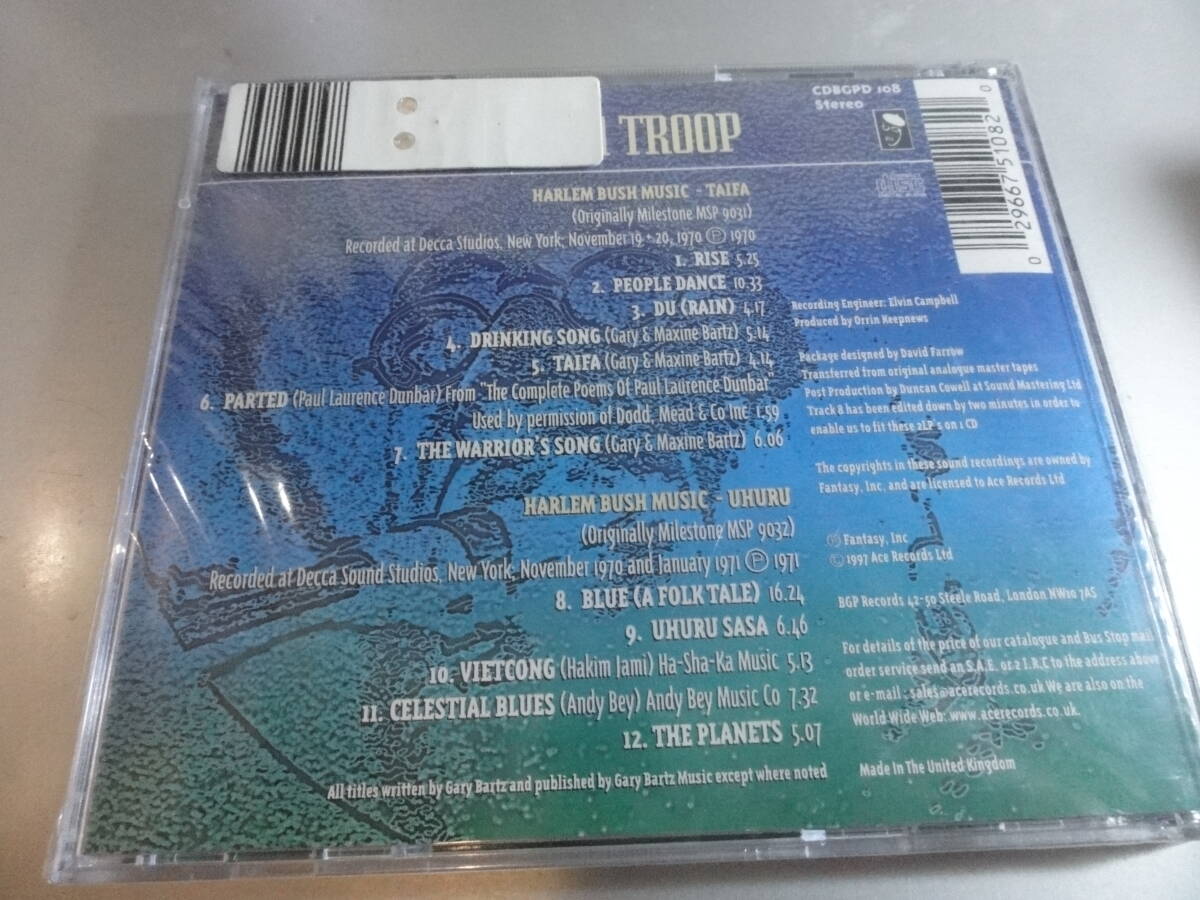 CDBGPD 108
Stereo
TROOP
0 29667 51082 0
HARLEM BUSH MUSIC - TAIFA
(Originally Milestone MSP 9031)
Recorded at Decca Studios, New York, November 19 + 20, 1970 Ⓟ 1970
1. RISE 5.25
2. PEOPLE DANCE 10.33
3. DU (RAIN) 4.17
4. DRINKING SONG (Gary & Maxine Bartz) 5.14
5. TAIFA (Gary & Maxine Bartz) 4.14
6. PARTED (Paul Laurence Dunbar) From "The Complete Poems Of Paul Laurence Dunbar"
Used by permission of Dodd, Mead & Co Inc 1.59
7. THE WARRIOR'S SONG (Gary & Maxine Bartz) 6.06
HARLEM BUSH MUSIC - UHURU
(Originally Milestone MSP 9032)
Recorded at Decca Sound Studios, New York, November 1970 and January 1971 Ⓟ 1971
8. BLUE (A FOLK TALE) 16.24
9. UHURU SASA 6.46
10. VIETCONG (Hakim Jami) Ha-Sha-Ka Music 5.13
11. CELESTIAL BLUES (Andy Bey) Andy Bey Music Co 7.32
12. THE PLANETS 5.07
All titles written by Gary Bartz and published by Gary Bartz Music except where noted
disc
Recording Engineer: Elvin Campbell
Produced by Orrin Keepnews
Package designed by David Farrow
Transferred from original analogue master tapes
Post Production by Duncan Cowell at Sound Mastering Ltd
Track 8 has been edited down by two minutes in order to
enable us to fit these 2LP s on 1 CD
The copyrights in these sound recordings are owned by
Fantasy, Inc, and are licensed to Ace Records Ltd
Ⓟ Fantasy, Inc
© 1997 Ace Records Ltd
BGP Records 42-50 Steele Road, London NW10 7AS
For details of the price of our catalogue and Bus Stop mail
order service send an S.A.E. or 2 I.R.C to the address above
or e-mail : sales@acerecords.co.uk We are also on the
World Wide Web: www.acerecords.co.uk.
Made In The United Kingdom